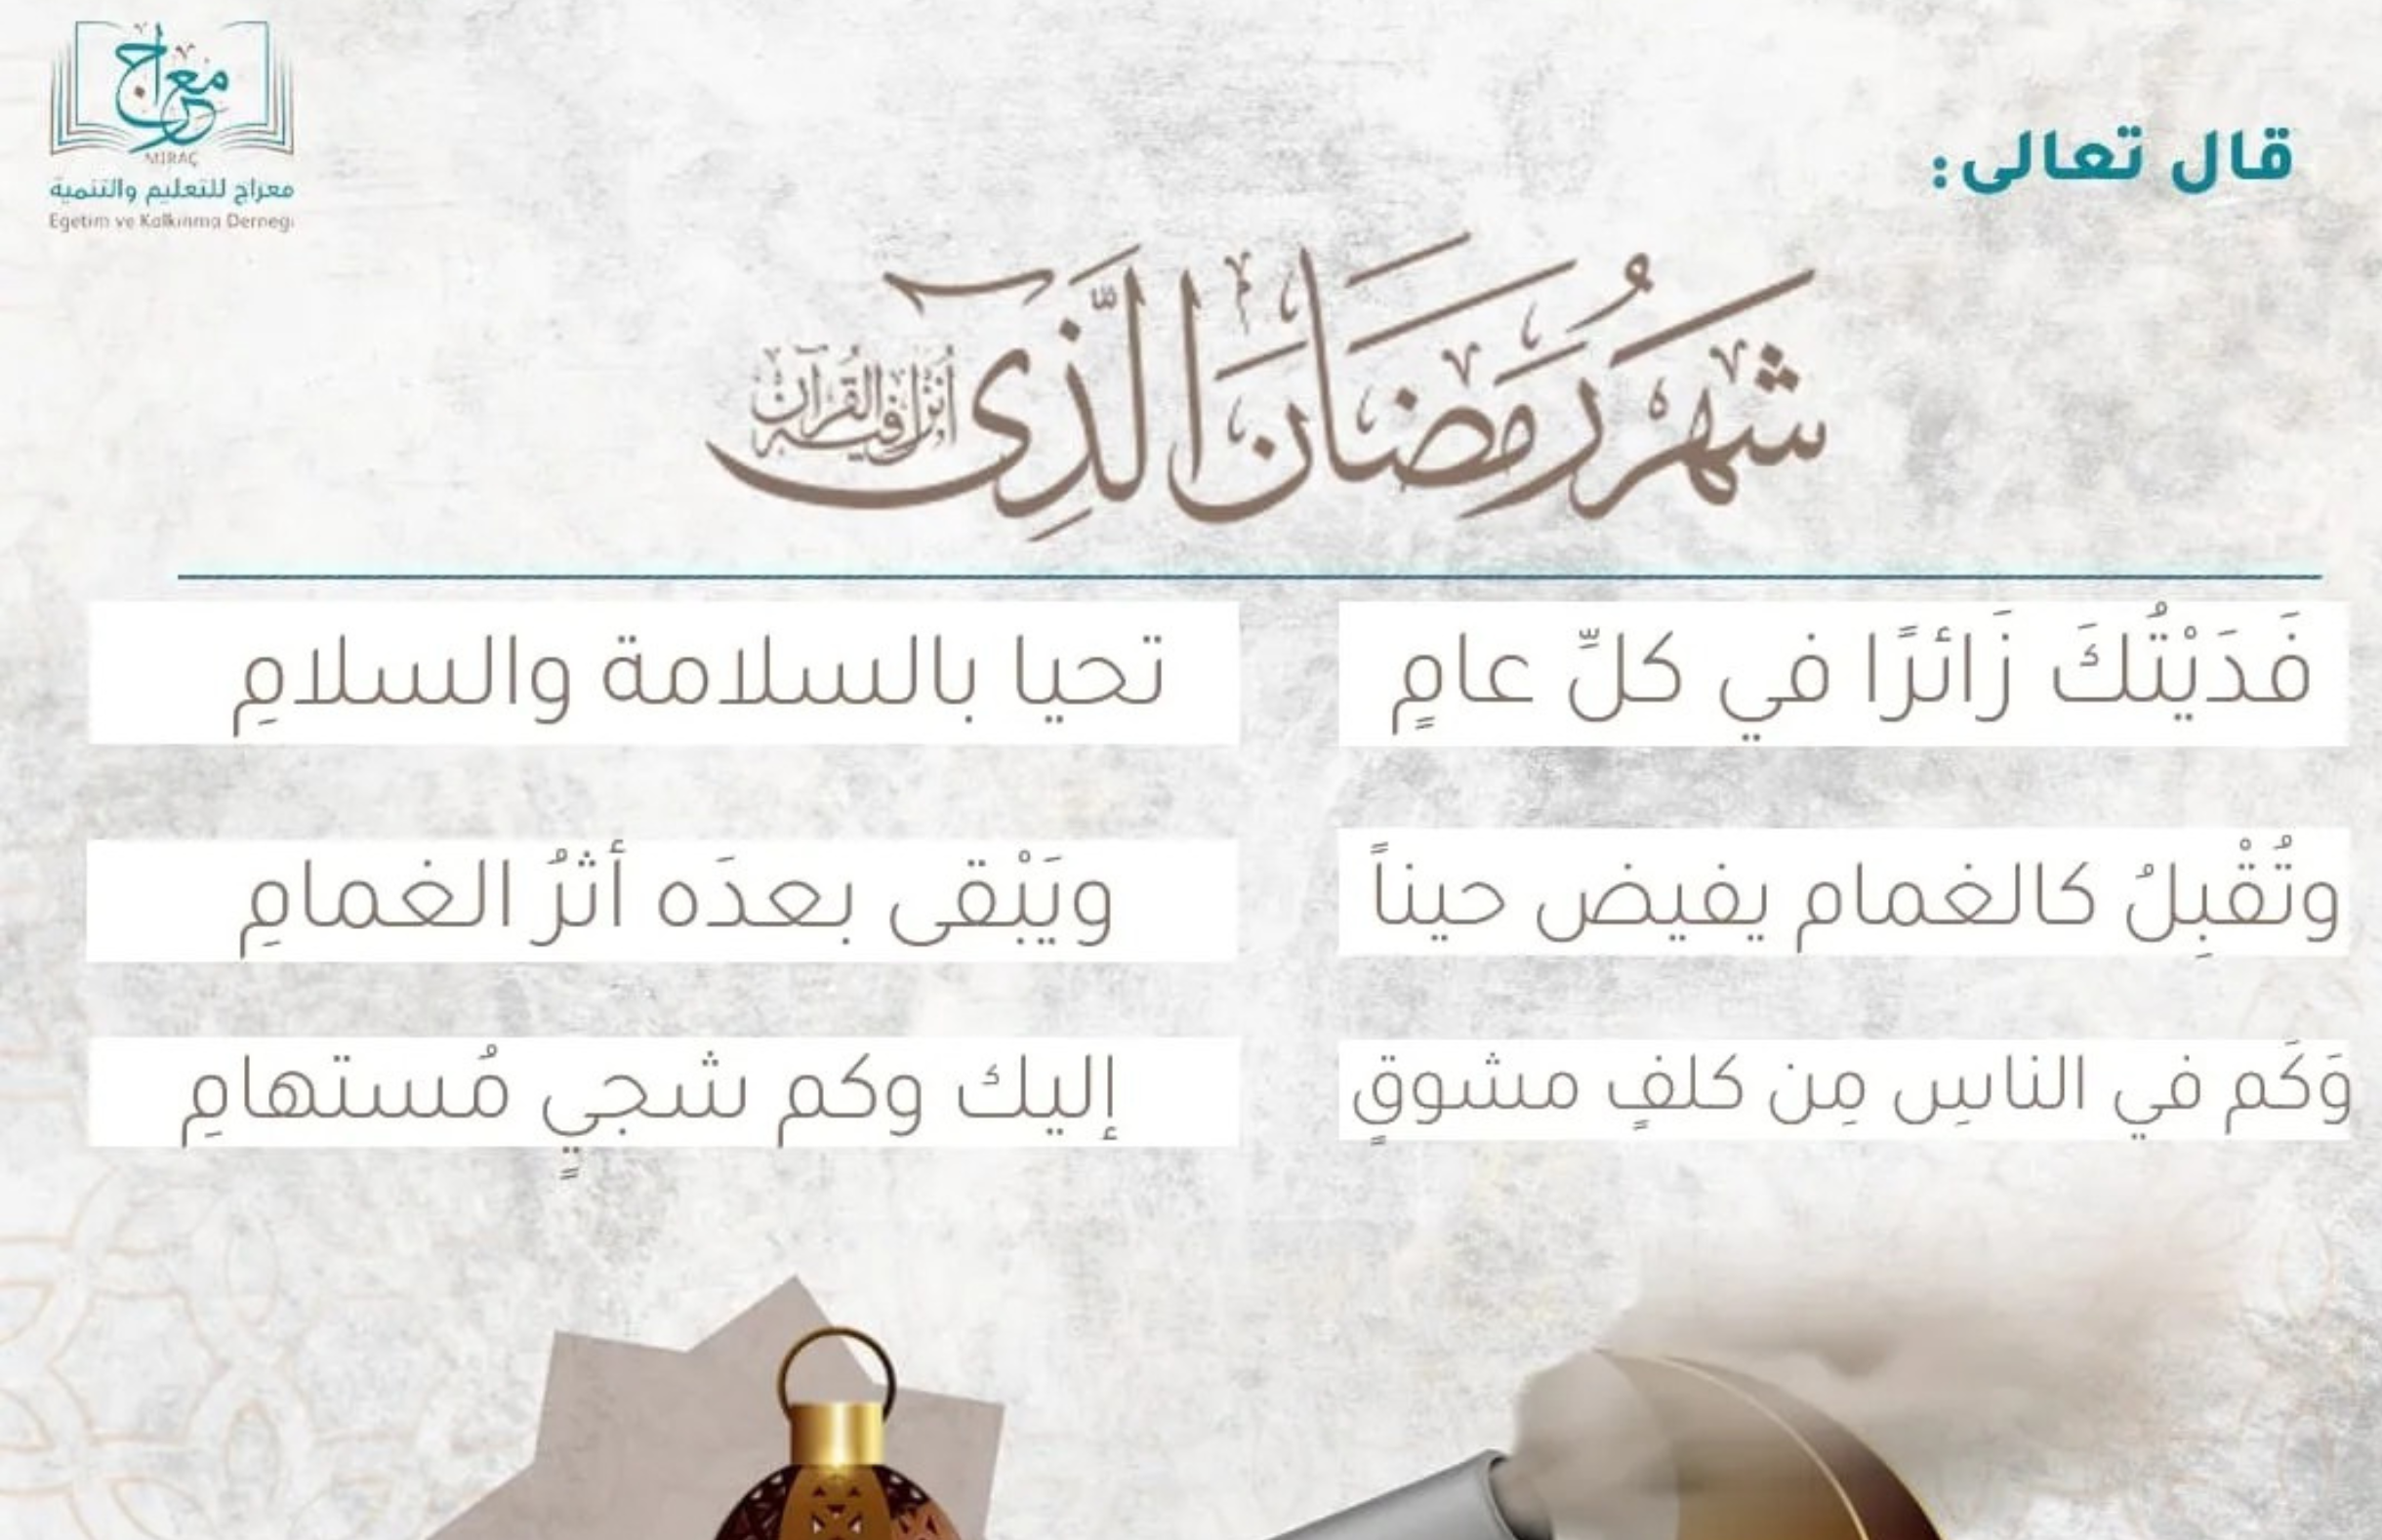 معراج
MIRAÇ
معراج للتعليم والتنمية
Egetim ve Kalkınma Dernegi
قال تعالى:
شَهْرُ رَمَضَانَ الَّذِي أُنْزِلَ فِيهِ الْقُرْآنُ
فَدَيْتُكَ زَائرًا في كلِّ عامٍ تحيا بالسلامة والسلامِ
وتُقْبِلُ كالغمام يفيض حيناً ويَبْقى بعدَه أثرُ الغمامِ
وَكَم في الناسِ مِن كلفٍ مشوقٍ إليك وكم شجيٍ مُستهامِ